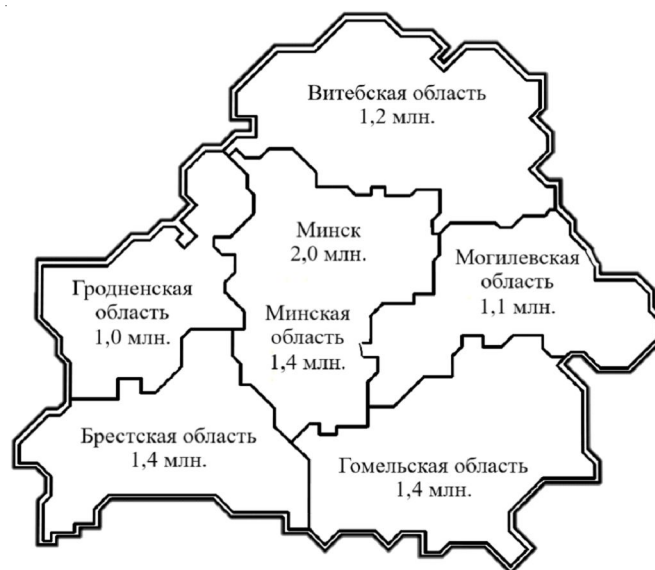 Витебская область
1,2 млн.
Минск
2,0 млн.
Могилевская
область
1,1 млн.
Гродненская
область
1,0 млн.
Минская
область
1,4 млн.
Брестская область
1,4 млн.
Гомельская область
1,4 млн.